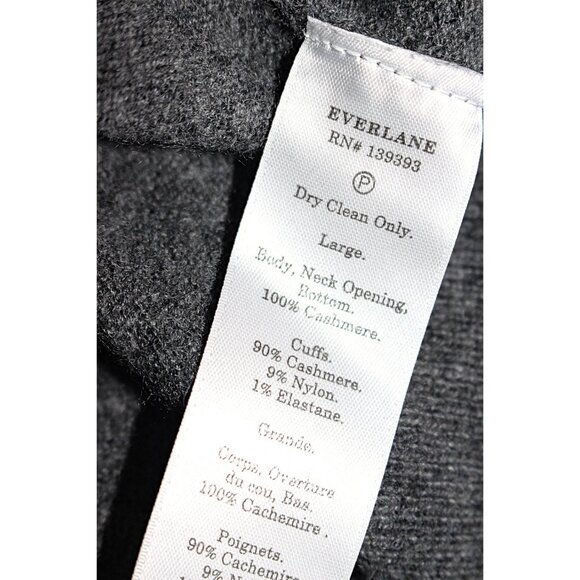 EVERLANE
RN# 139393
P
Dry Clean Only.
Large.
Body, Neck Opening,
Bottom.
100% Cashmere.
Cuffs.
90% Cashmere.
9% Nylon.
1% Elastane.
Grande.
Corps, Overture
du cou, Bas.
100% Cachemire.
Poignets.
90% Cachemire
9%